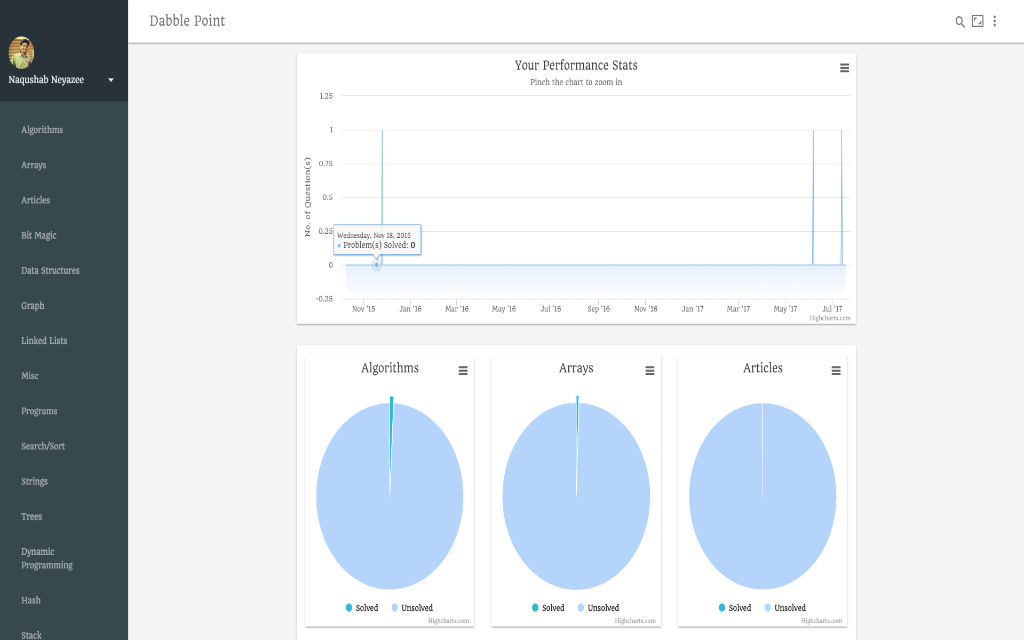 Dabble Point
Naqushab Neyazee
Algorithms
Arrays
Articles
Bit Magic
Data Structures
Graph
Linked Lists
Misc
Programs
Search/Sort
Strings
Trees
Dynamic
Programming
Hash
Stack
Your Performance Stats
Pinch the chart to zoom in
No. of Question(s)
1.25
1
0.75
0.5
0.25
0
-0.25
Wednesday, Nov 18, 2015
Problem(s) Solved: 0
Nov '15 Jan '16 Mar '16 May '16 Jul '16 Sep '16 Nov '16 Jan '17 Mar '17 May '17 Jul '17
Highcharts.com
Algorithms
Solved Unsolved
Highcharts.com
Arrays
Solved Unsolved
Highcharts.com
Articles
Solved Unsolved
Highcharts.com